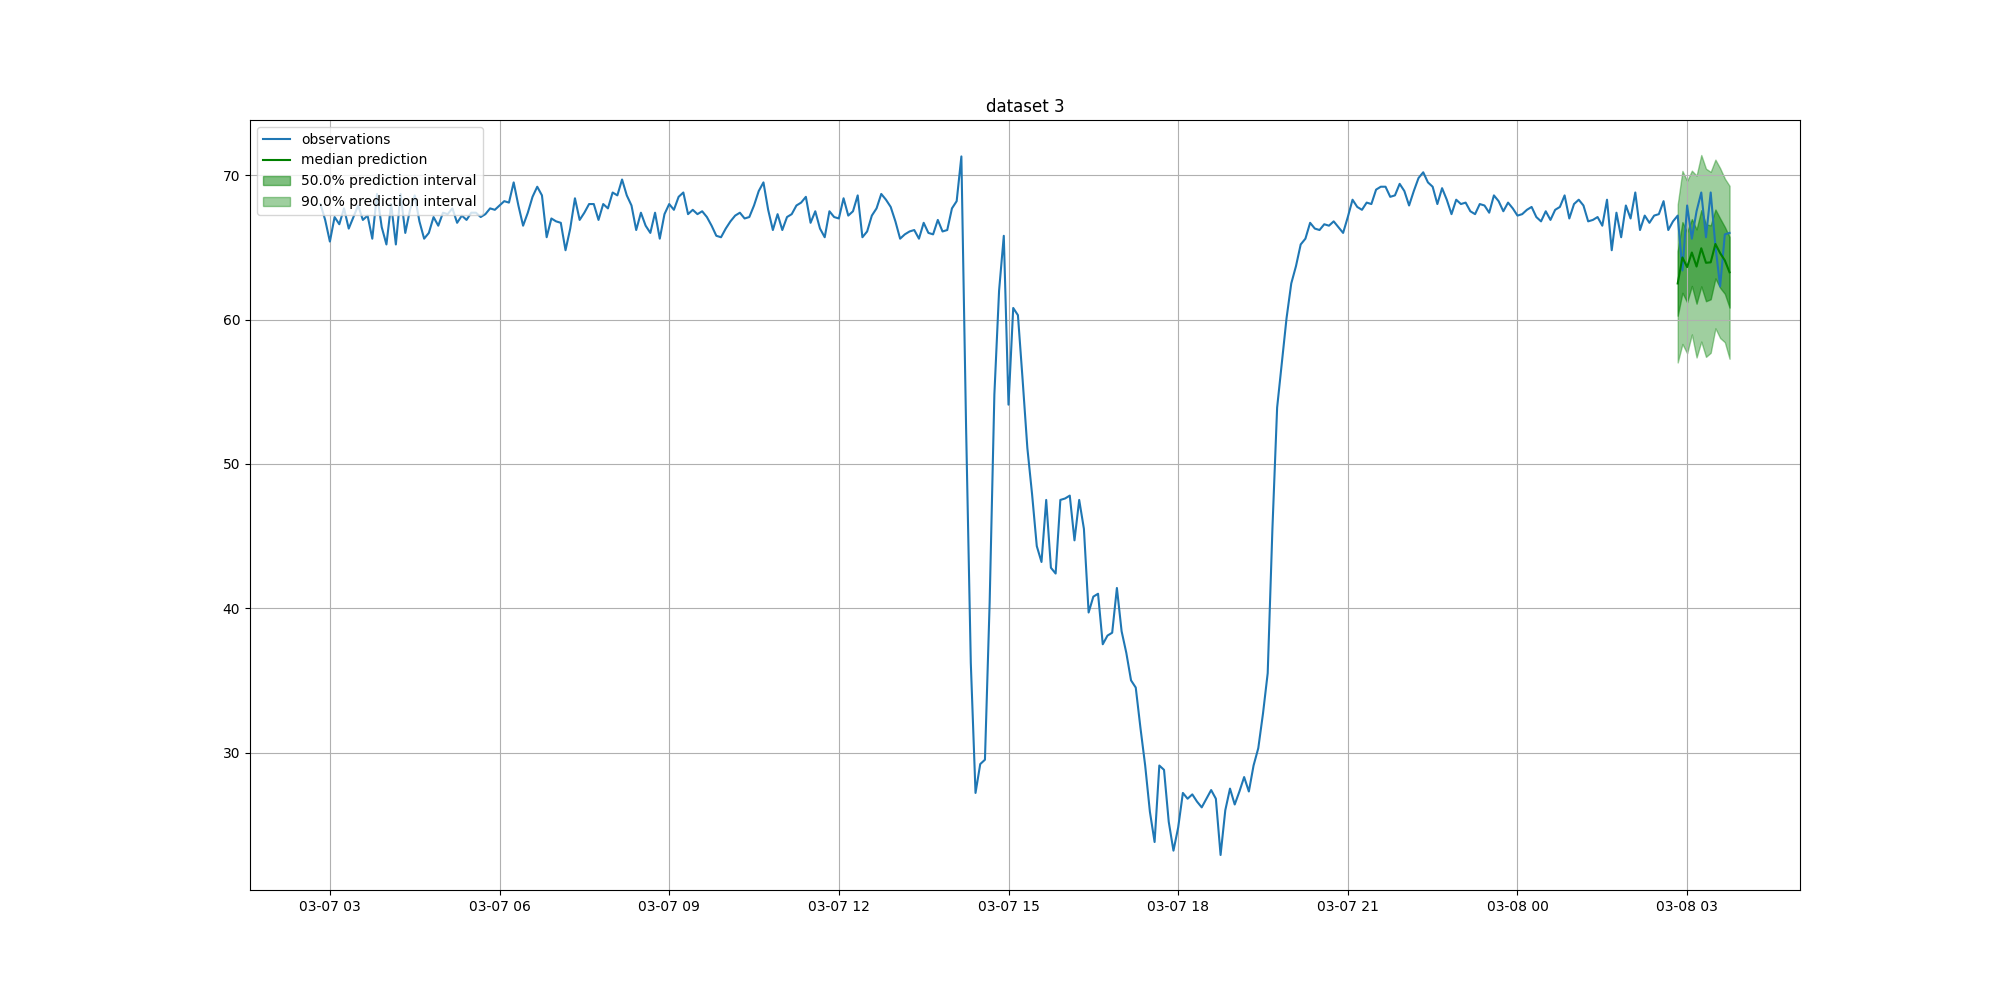 dataset 3
observations
median prediction
50.0% prediction interval
90.0% prediction interval
70
60
50
40
30
03-07 03
03-07 06
03-07 09
03-07 12
03-07 15
03-07 18
03-07 21
03-08 00
03-08 03